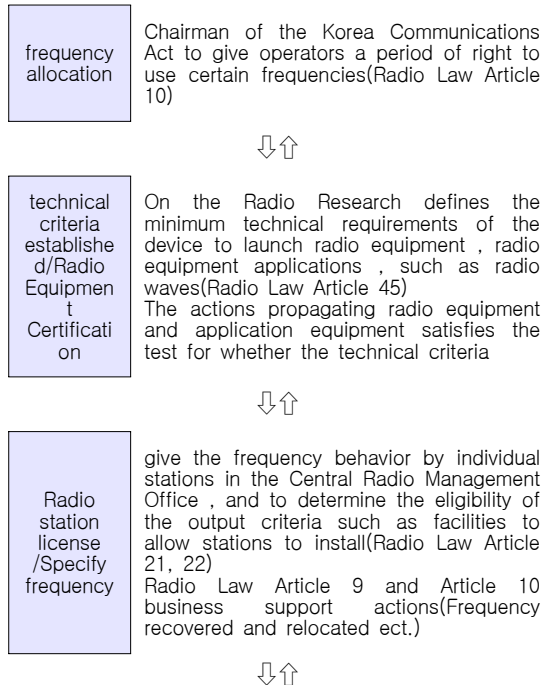 frequency
allocation
Chairman of the Korea Communications
Act to give operators a period of right to
use certain frequencies(Radio Law Article
10)
⇩⇧
technical
criteria
establishe
d/Radio
Equipmen
t
Certificati
on
On the Radio Research defines the
minimum technical requirements of the
device to launch radio equipment , radio
equipment applications , such as radio
waves(Radio Law Article 45)
The actions propagating radio equipment
and application equipment satisfies the
test for whether the technical criteria
⇩⇧
Radio
station
license
/Specify
frequency
give the frequency behavior by individual
stations in the Central Radio Management
Office , and to determine the eligibility of
the output criteria such as facilities to
allow stations to install(Radio Law Article
21, 22)
Radio Law Article 9 and Article 10
business support actions(Frequency
recovered and relocated ect.)
⇩⇧